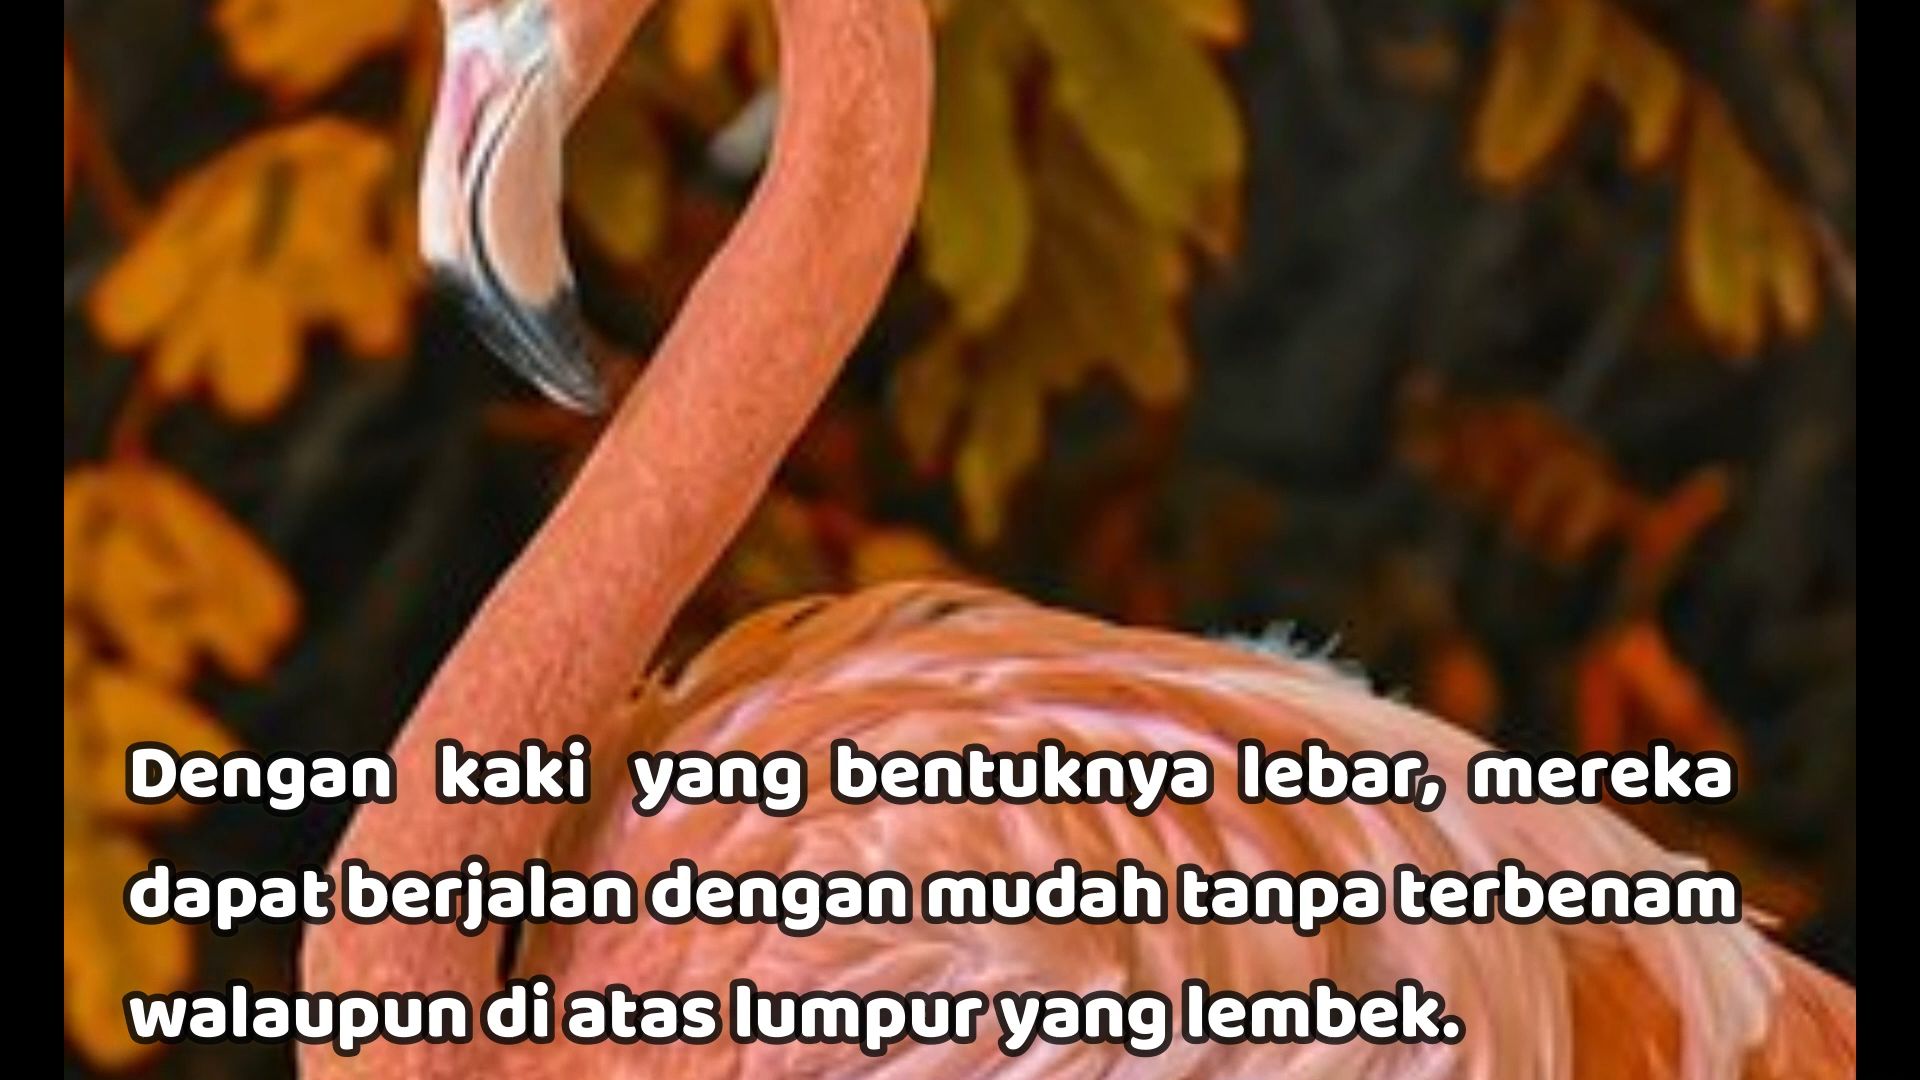 Dengan kaki yang bentuknya lebar, mereka
dapat berjalan dengan mudah tanpa terbenam
walaupun di atas lumpur yang lembek.